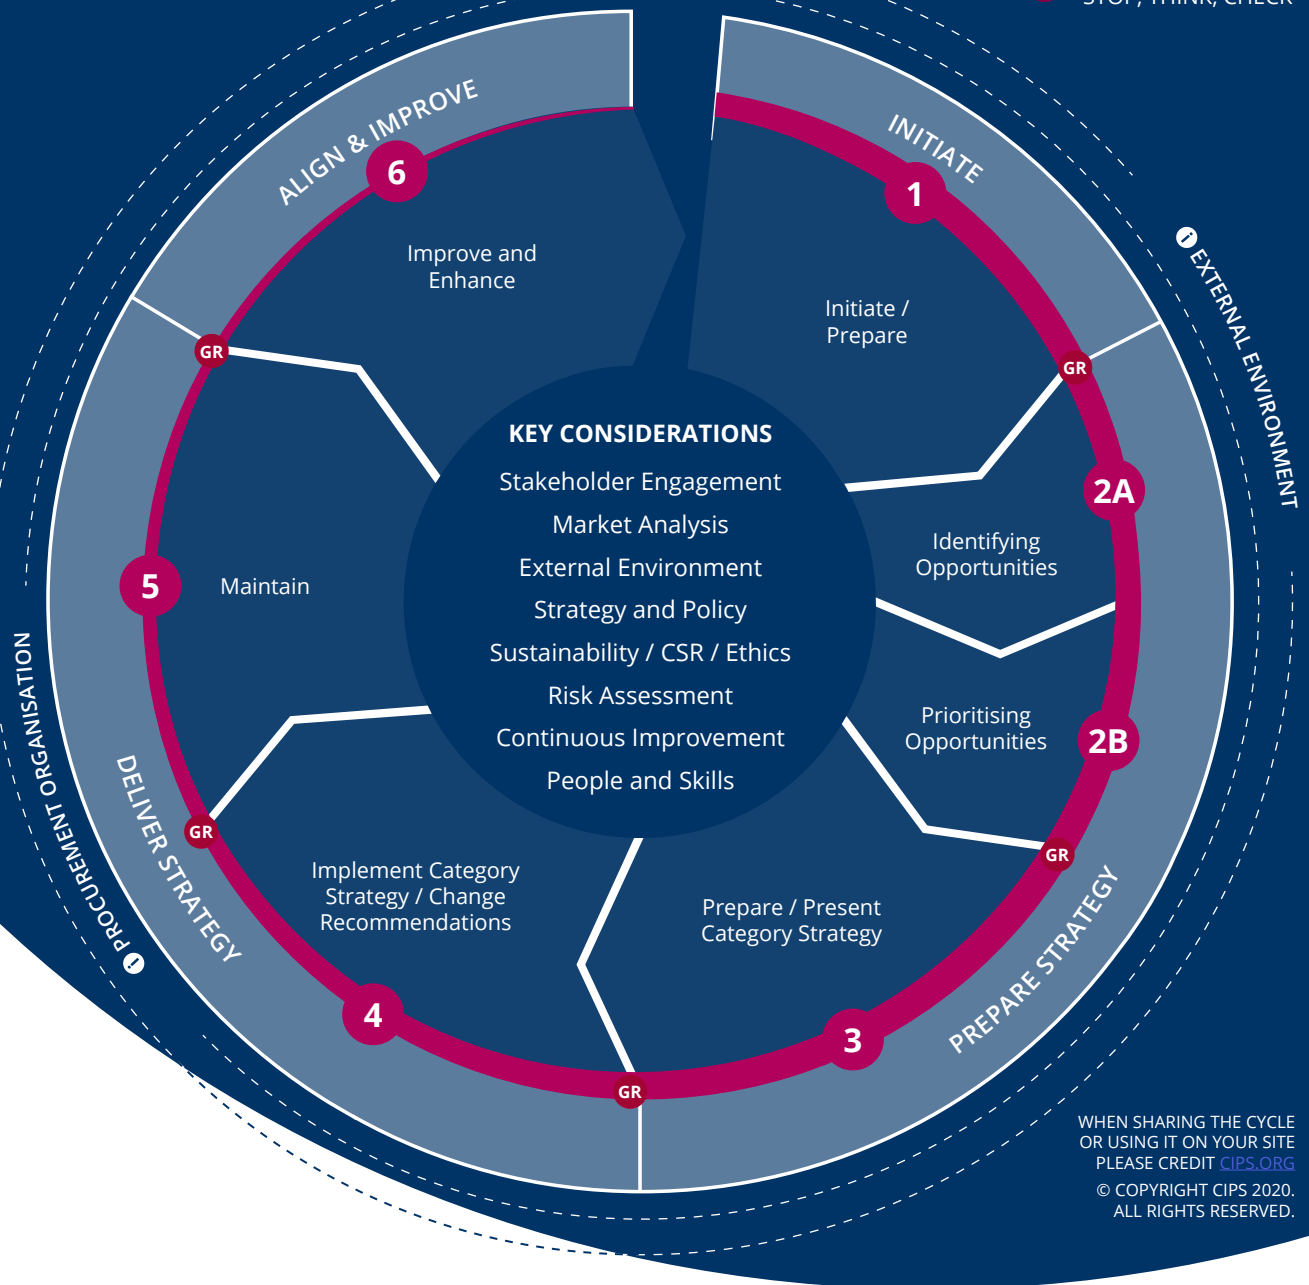 STOP, THINK, CHECK
ALIGN & IMPROVE
INITIATE
6
1
Improve and
Enhance
Initiate /
Prepare
EXTERNAL ENVIRONMENT
GR
GR
KEY CONSIDERATIONS
Stakeholder Engagement
Market Analysis
External Environment
Strategy and Policy
Sustainability / CSR / Ethics
Risk Assessment
Continuous Improvement
People and Skills
2A
Identifying
Opportunities
5
Maintain
Prioritising
Opportunities
2B
PROCUREMENT ORGANISATION
DELIVER STRATEGY
GR
GR
Implement Category
Strategy / Change
Recommendations
Prepare / Present
Category Strategy
PREPARE STRATEGY
4
3
GR
WHEN SHARING THE CYCLE
OR USING IT ON YOUR SITE
PLEASE CREDIT CIPS.ORG
© COPYRIGHT CIPS 2020.
ALL RIGHTS RESERVED.